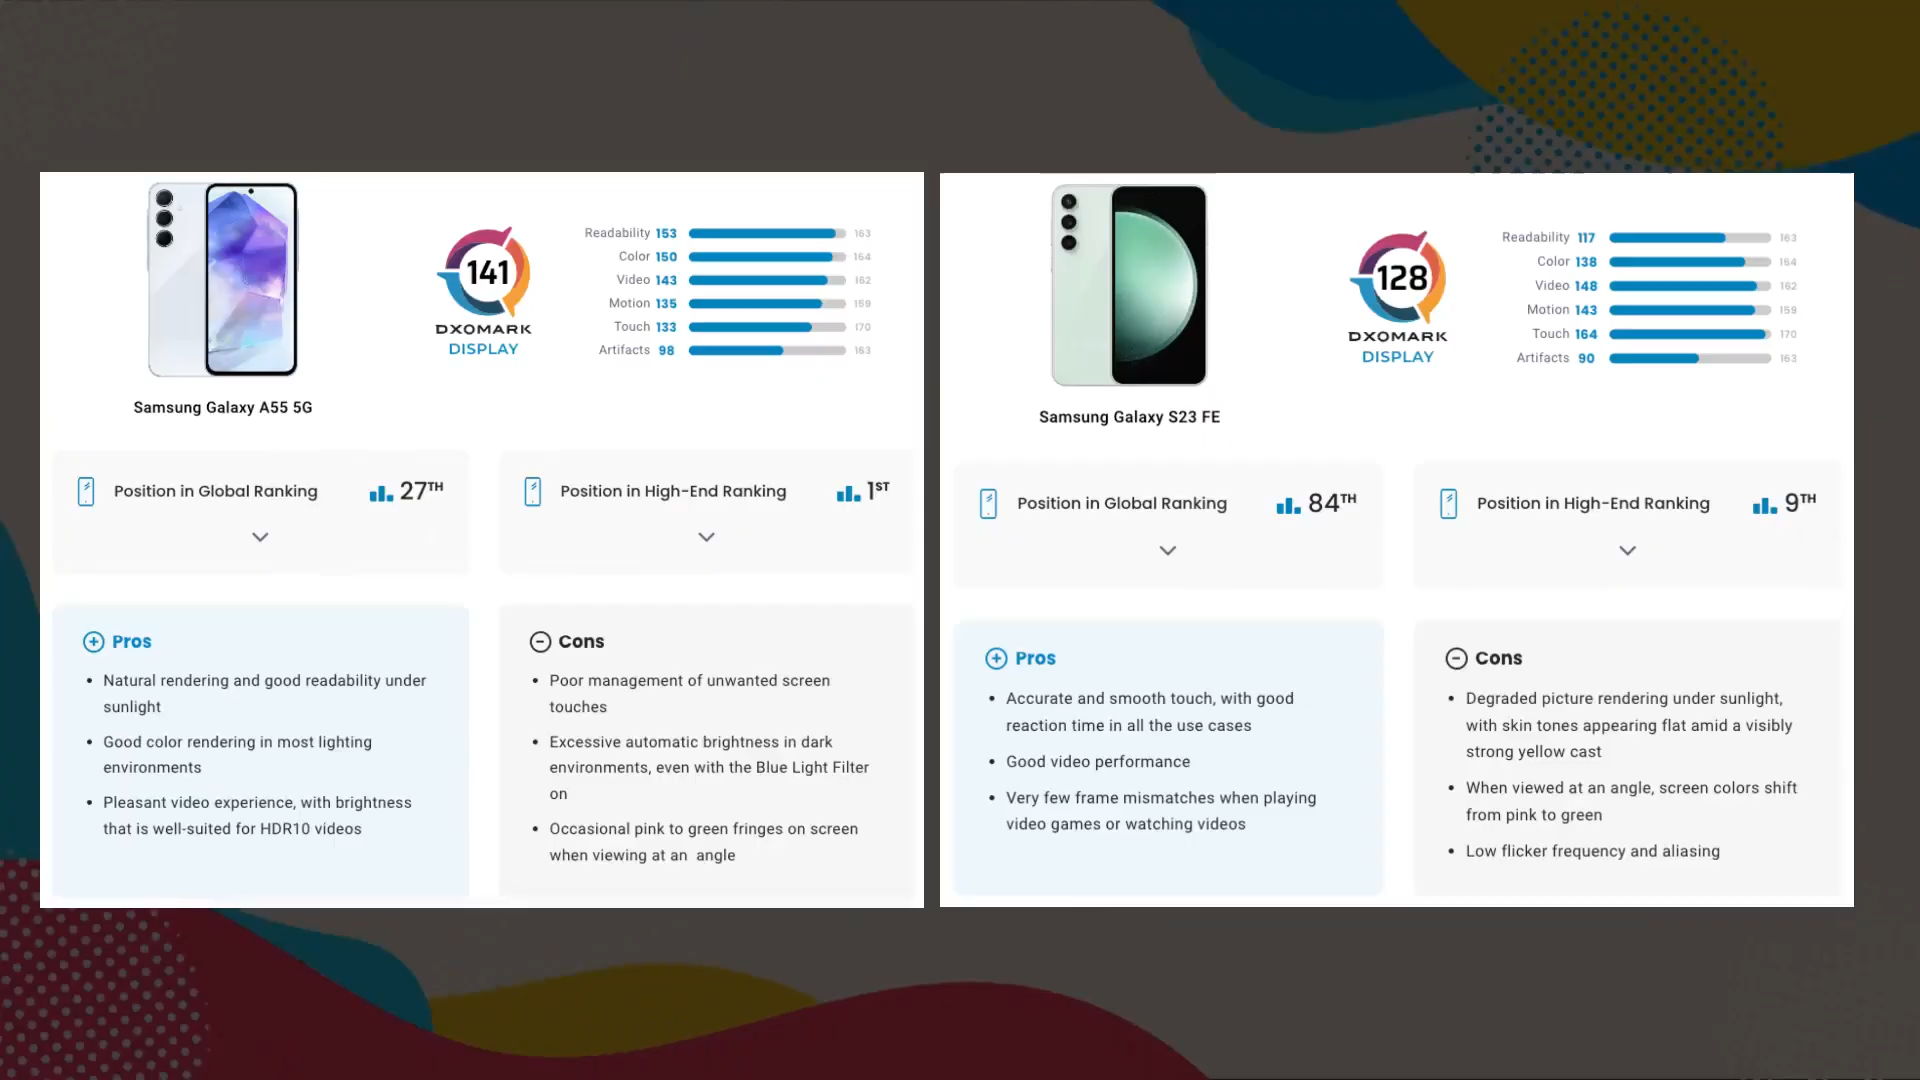 Readability 153 163
Color 150 164
Video 143 162
Motion 135 159
Touch 133 170
Artifacts 98 163
141
DXOMARK
DISPLAY
Samsung Galaxy A55 5G
Position in Global Ranking 27TH
Position in High-End Ranking 1ST
Pros
• Natural rendering and good readability under
sunlight
• Good color rendering in most lighting
environments
• Pleasant video experience, with brightness
that is well-suited for HDR10 videos
Cons
• Poor management of unwanted screen
touches
• Excessive automatic brightness in dark
environments, even with the Blue Light Filter
on
• Occasional pink to green fringes on screen
when viewing at an angle
Readability 117 163
Color 138 164
Video 148 162
Motion 143 159
Touch 164 170
Artifacts 90 163
128
DXOMARK
DISPLAY
Samsung Galaxy S23 FE
Position in Global Ranking 84TH
Position in High-End Ranking 9TH
Pros
• Accurate and smooth touch, with good
reaction time in all the use cases
• Good video performance
• Very few frame mismatches when playing
video games or watching videos
Cons
• Degraded picture rendering under sunlight,
with skin tones appearing flat amid a visibly
strong yellow cast
• When viewed at an angle, screen colors shift
from pink to green
• Low flicker frequency and aliasing